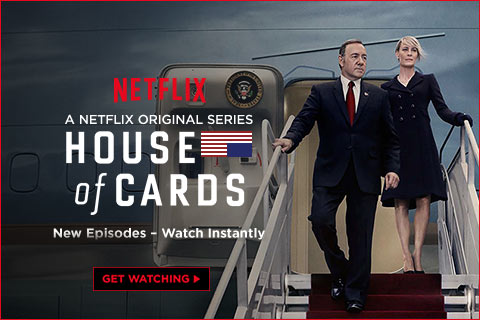 NETFLIX
A NETFLIX ORIGINAL SERIES
HOUSE
of CARDS
New Episodes – Watch Instantly
GET WATCHING